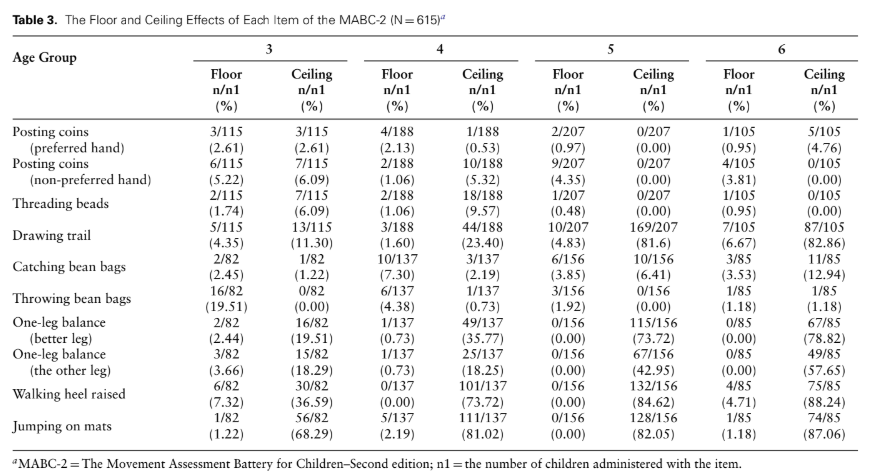 Table 3. The Floor and Ceiling Effects of Each Item of the MABC-2 (N = 615)a
Age Group 3 4 5 6
Floor Ceiling Floor Ceiling Floor Ceiling Floor Ceiling
n/n1 n/n1 n/n1 n/n1 n/n1 n/n1 n/n1 n/n1
(%) (%) (%) (%) (%) (%) (%) (%)
Posting coins 3/115 3/115 4/188 1/188 2/207 0/207 1/105 5/105
(preferred hand) (2.61) (2.61) (2.13) (0.53) (0.97) (0.00) (0.95) (4.76)
Posting coins 6/115 7/115 2/188 10/188 9/207 0/207 4/105 0/105
(non-preferred hand) (5.22) (6.09) (1.06) (5.32) (4.35) (0.00) (3.81) (0.00)
Threading beads 2/115 7/115 2/188 18/188 1/207 0/207 1/105 0/105
(1.74) (6.09) (1.06) (9.57) (0.48) (0.00) (0.95) (0.00)
Drawing trail 5/115 13/115 3/188 44/188 10/207 169/207 7/105 87/105
(4.35) (11.30) (1.60) (23.40) (4.83) (81.6) (6.67) (82.86)
Catching bean bags 2/82 1/82 10/137 3/137 6/156 10/156 3/85 11/85
(2.45) (1.22) (7.30) (2.19) (3.85) (6.41) (3.53) (12.94)
Throwing bean bags 16/82 0/82 6/137 1/137 3/156 0/156 1/85 1/85
(19.51) (0.00) (4.38) (0.73) (1.92) (0.00) (1.18) (1.18)
One-leg balance 2/82 16/82 1/137 49/137 0/156 115/156 0/85 67/85
(better leg) (2.44) (19.51) (0.73) (35.77) (0.00) (73.72) (0.00) (78.82)
One-leg balance 3/82 15/82 1/137 25/137 0/156 67/156 0/85 49/85
(the other leg) (3.66) (18.29) (0.73) (18.25) (0.00) (42.95) (0.00) (57.65)
Walking heel raised 6/82 30/82 0/137 101/137 0/156 132/156 4/85 75/85
(7.32) (36.59) (0.00) (73.72) (0.00) (84.62) (4.71) (88.24)
Jumping on mats 1/82 56/82 5/137 111/137 0/156 128/156 1/85 74/85
(1.22) (68.29) (2.19) (81.02) (0.00) (82.05) (1.18) (87.06)
aMABC-2 = The Movement Assessment Battery for Children–Second edition; n1 = the number of children administered with the item.